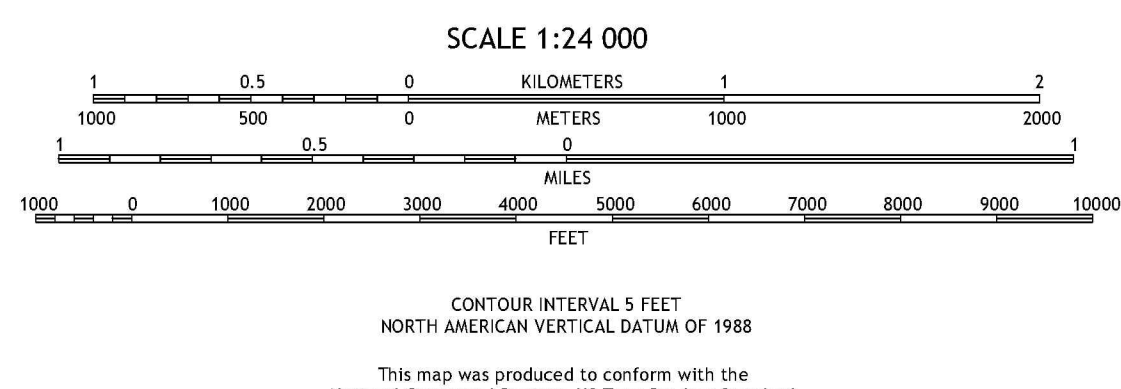 SCALE 1:24 000
1 0.5 0 KILOMETERS 1 2
1000 500 0 METERS 1000 2000
1 0.5 0 1
MILES
1000 0 1000 2000 3000 4000 5000 6000 7000 8000 9000 10000
FEET
CONTOUR INTERVAL 5 FEET
NORTH AMERICAN VERTICAL DATUM OF 1988
This map was produced to conform with the